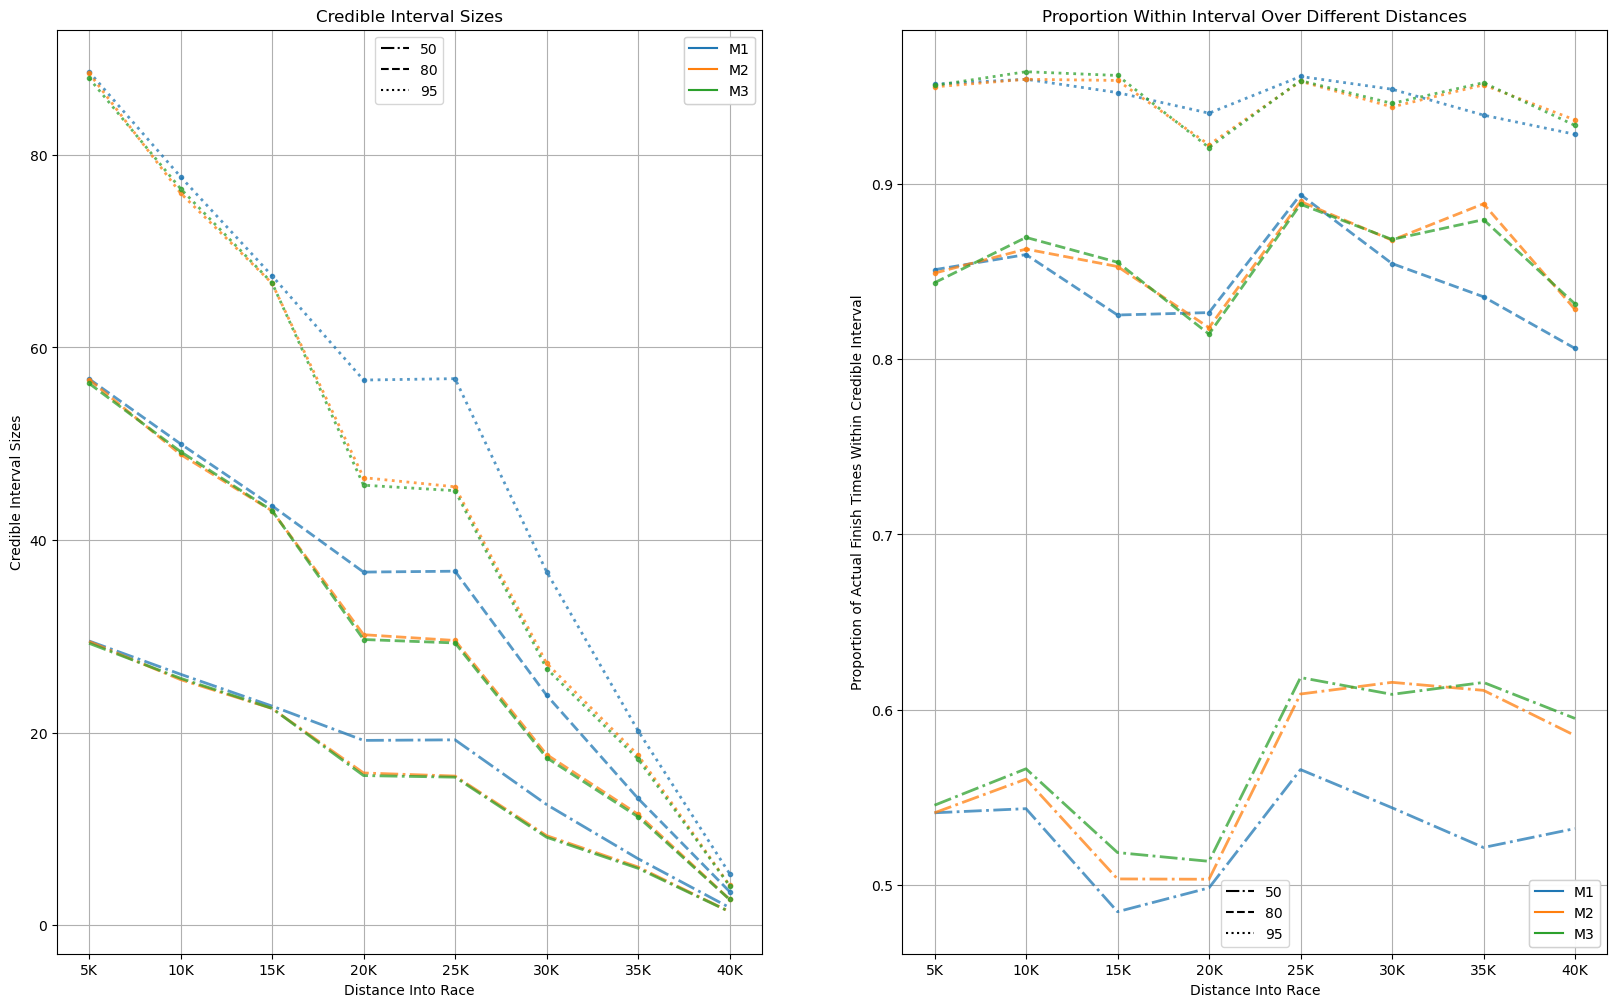 Credible Interval Sizes
50
80
95
M1
M2
M3
Credible Interval Sizes
80
60
40
20
0
5K 10K 15K 20K 25K 30K 35K 40K
Distance Into Race
Proportion Within Interval Over Different Distances
Proportion of Actual Finish Times Within Credible Interval
0.9
0.8
0.7
0.6
0.5
50
80
95
M1
M2
M3
5K 10K 15K 20K 25K 30K 35K 40K
Distance Into Race